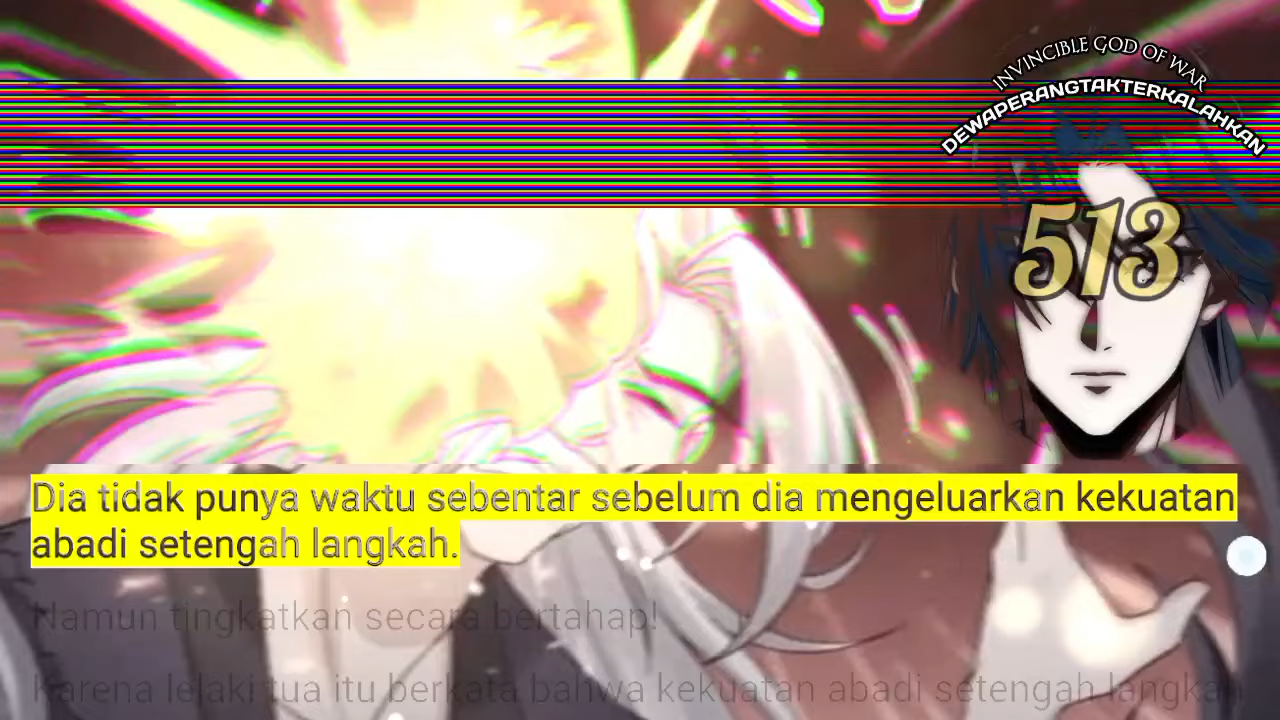 INVINCIBLE GOD OF WAR
DEWAPERANGTAKTERKALAHKAN
513
Dia tidak punya waktu sebentar sebelum dia mengeluarkan kekuatan
abadi setengah langkah.
Namun tingkatkan secara bertahap!
Karena lelaki tua itu berkata bahwa kekuatan abadi setengah langkah